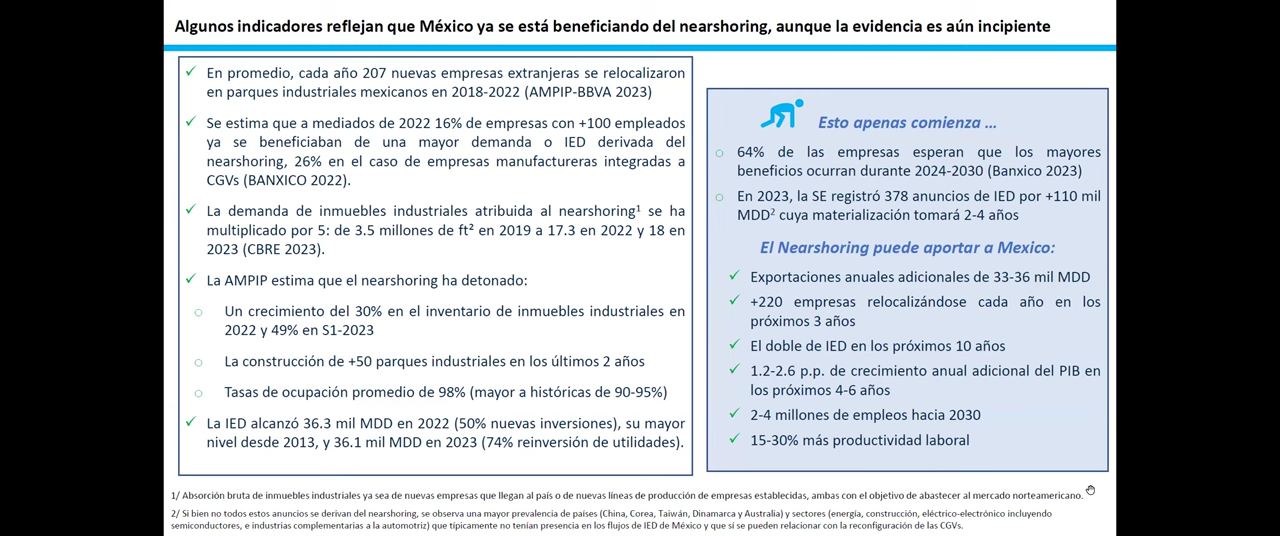 Algunos indicadores reflejan que México ya se está beneficiando del nearshoring, aunque la evidencia es aún incipiente
✓ En promedio, cada año 207 nuevas empresas extranjeras se relocalizaron
en parques industriales mexicanos en 2018-2022 (AMPIP-BBVA 2023)
✓ Se estima que a mediados de 2022 16% de empresas con +100 empleados
ya se beneficiaban de una mayor demanda o IED derivada del
nearshoring, 26% en el caso de empresas manufactureras integradas a
CGVs (BANXICO 2022).
✓ La demanda de inmuebles industriales atribuida al nearshoring¹ se ha
multiplicado por 5: de 3.5 millones de ft² en 2019 a 17.3 en 2022 y 18 en
2023 (CBRE 2023).
✓ La AMPIP estima que el nearshoring ha detonado:
○ Un crecimiento del 30% en el inventario de inmuebles industriales en
2022 y 49% en S1-2023
○ La construcción de +50 parques industriales en los últimos 2 años
○ Tasas de ocupación promedio de 98% (mayor a históricas de 90-95%)
✓ La IED alcanzó 36.3 mil MDD en 2022 (50% nuevas inversiones), su mayor
nivel desde 2013, y 36.1 mil MDD en 2023 (74% reinversión de utilidades).
Esto apenas comienza ...
○ 64% de las empresas esperan que los mayores
beneficios ocurran durante 2024-2030 (Banxico 2023)
○ En 2023, la SE registró 378 anuncios de IED por +110 mil
MDD² cuya materialización tomará 2-4 años
El Nearshoring puede aportar a Mexico:
✓ Exportaciones anuales adicionales de 33-36 mil MDD
✓ +220 empresas relocalizándose cada año en los
próximos 3 años
✓ El doble de IED en los próximos 10 años
✓ 1.2-2.6 p.p. de crecimiento anual adicional del PIB en
los próximos 4-6 años
✓ 2-4 millones de empleos hacia 2030
✓ 15-30% más productividad laboral
1/ Absorción bruta de inmuebles industriales ya sea de nuevas empresas que llegan al país o de nuevas líneas de producción de empresas establecidas, ambas con el objetivo de abastecer al mercado norteamericano.
2/ Si bien no todos estos anuncios se derivan del nearshoring, se observa una mayor prevalencia de países (China, Corea, Taiwán, Dinamarca y Australia) y sectores (energía, construcción, eléctrico-electrónico incluyendo
semiconductores, e industrias complementarias a la automotriz) que típicamente no tenían presencia en los flujos de IED de México y que sí se pueden relacionar con la reconfiguración de las CGVs.